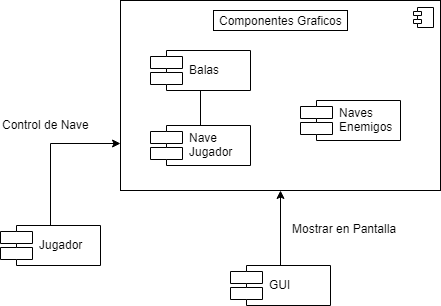 Componentes Graficos
Balas
Naves
Enemigos
Control de Nave
Nave
Jugador
Mostrar en Pantalla
Jugador
GUI